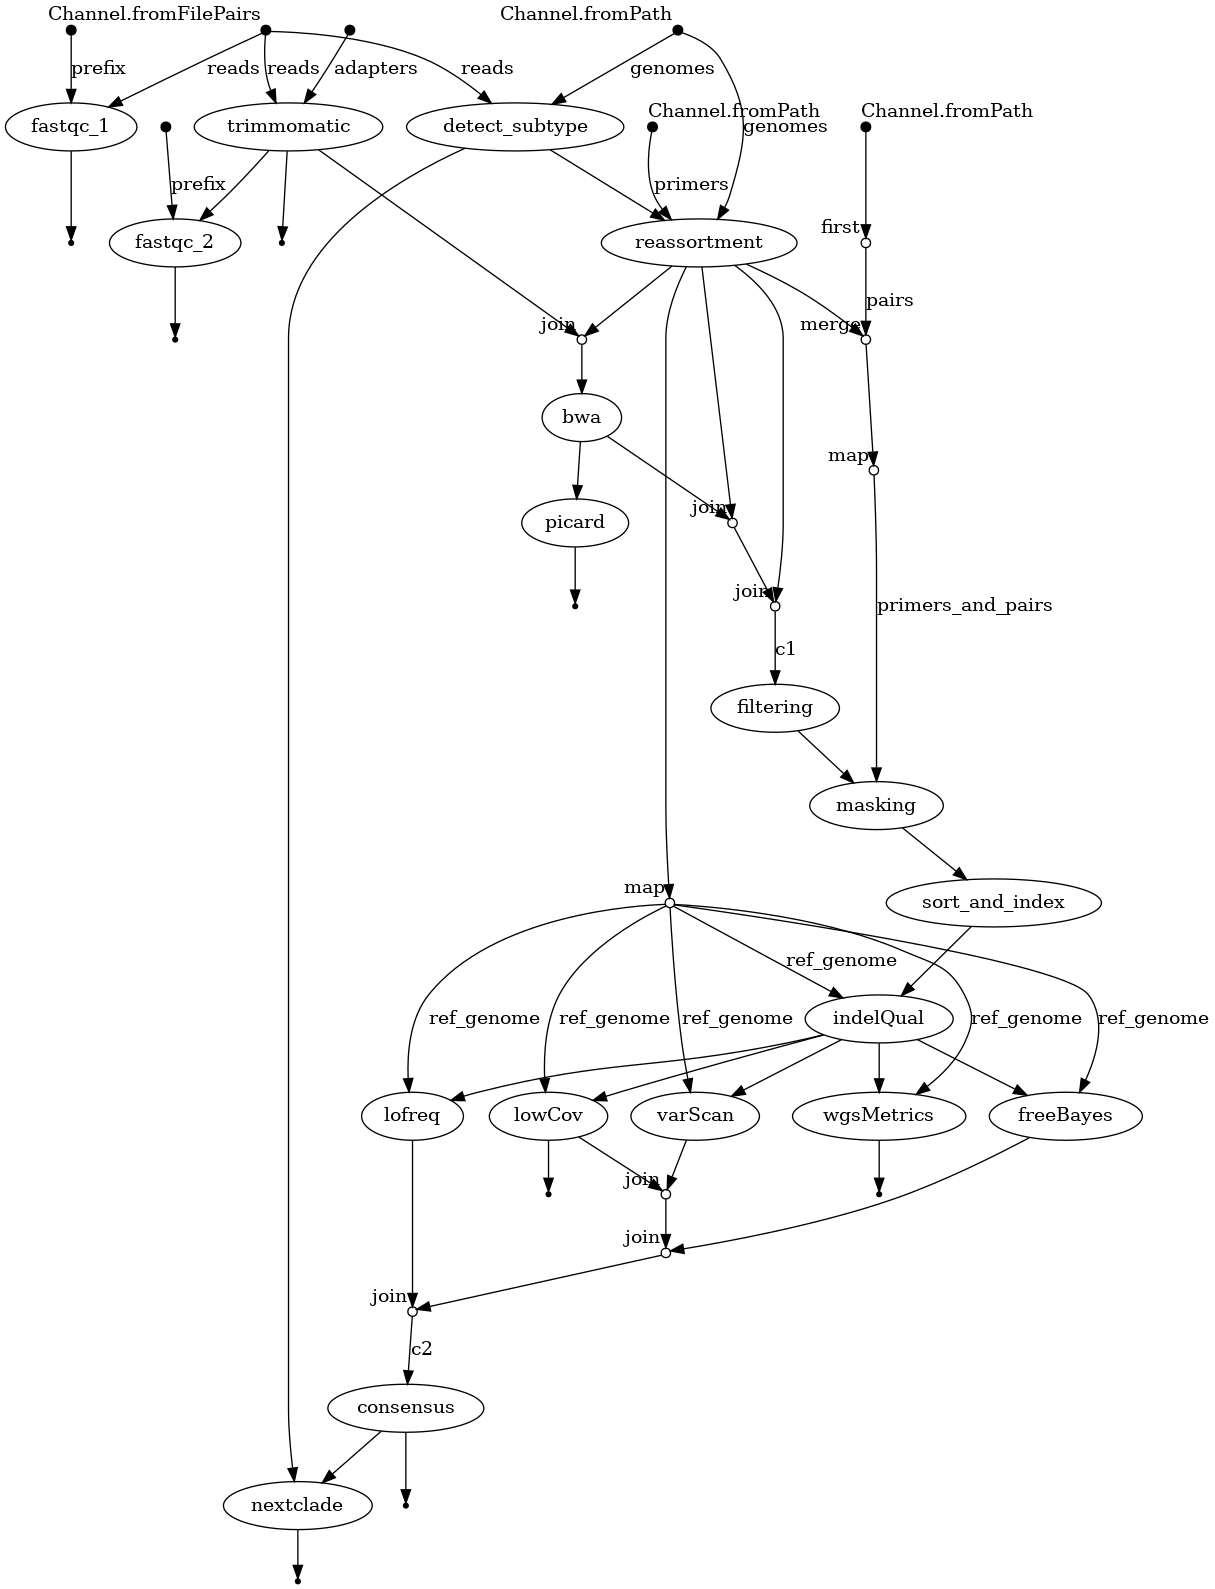 Channel.fromFilePairs
Channel.fromPath
prefix
reads
reads
adapters
reads
genomes
Channel.fromPath
Channel.fromPath
fastqc_1
trimmomatic
detect_subtype
genomes
prefix
primers
first
fastqc_2
reassortment
pairs
join
merge
bwa
map
join
picard
join
primers_and_pairs
c1
filtering
masking
map
sort_and_index
ref_genome
ref_genome
ref_genome
ref_genome
indelQual
ref_genome
ref_genome
lofreq
lowCov
varScan
wgsMetrics
freeBayes
join
join
join
c2
consensus
nextclade